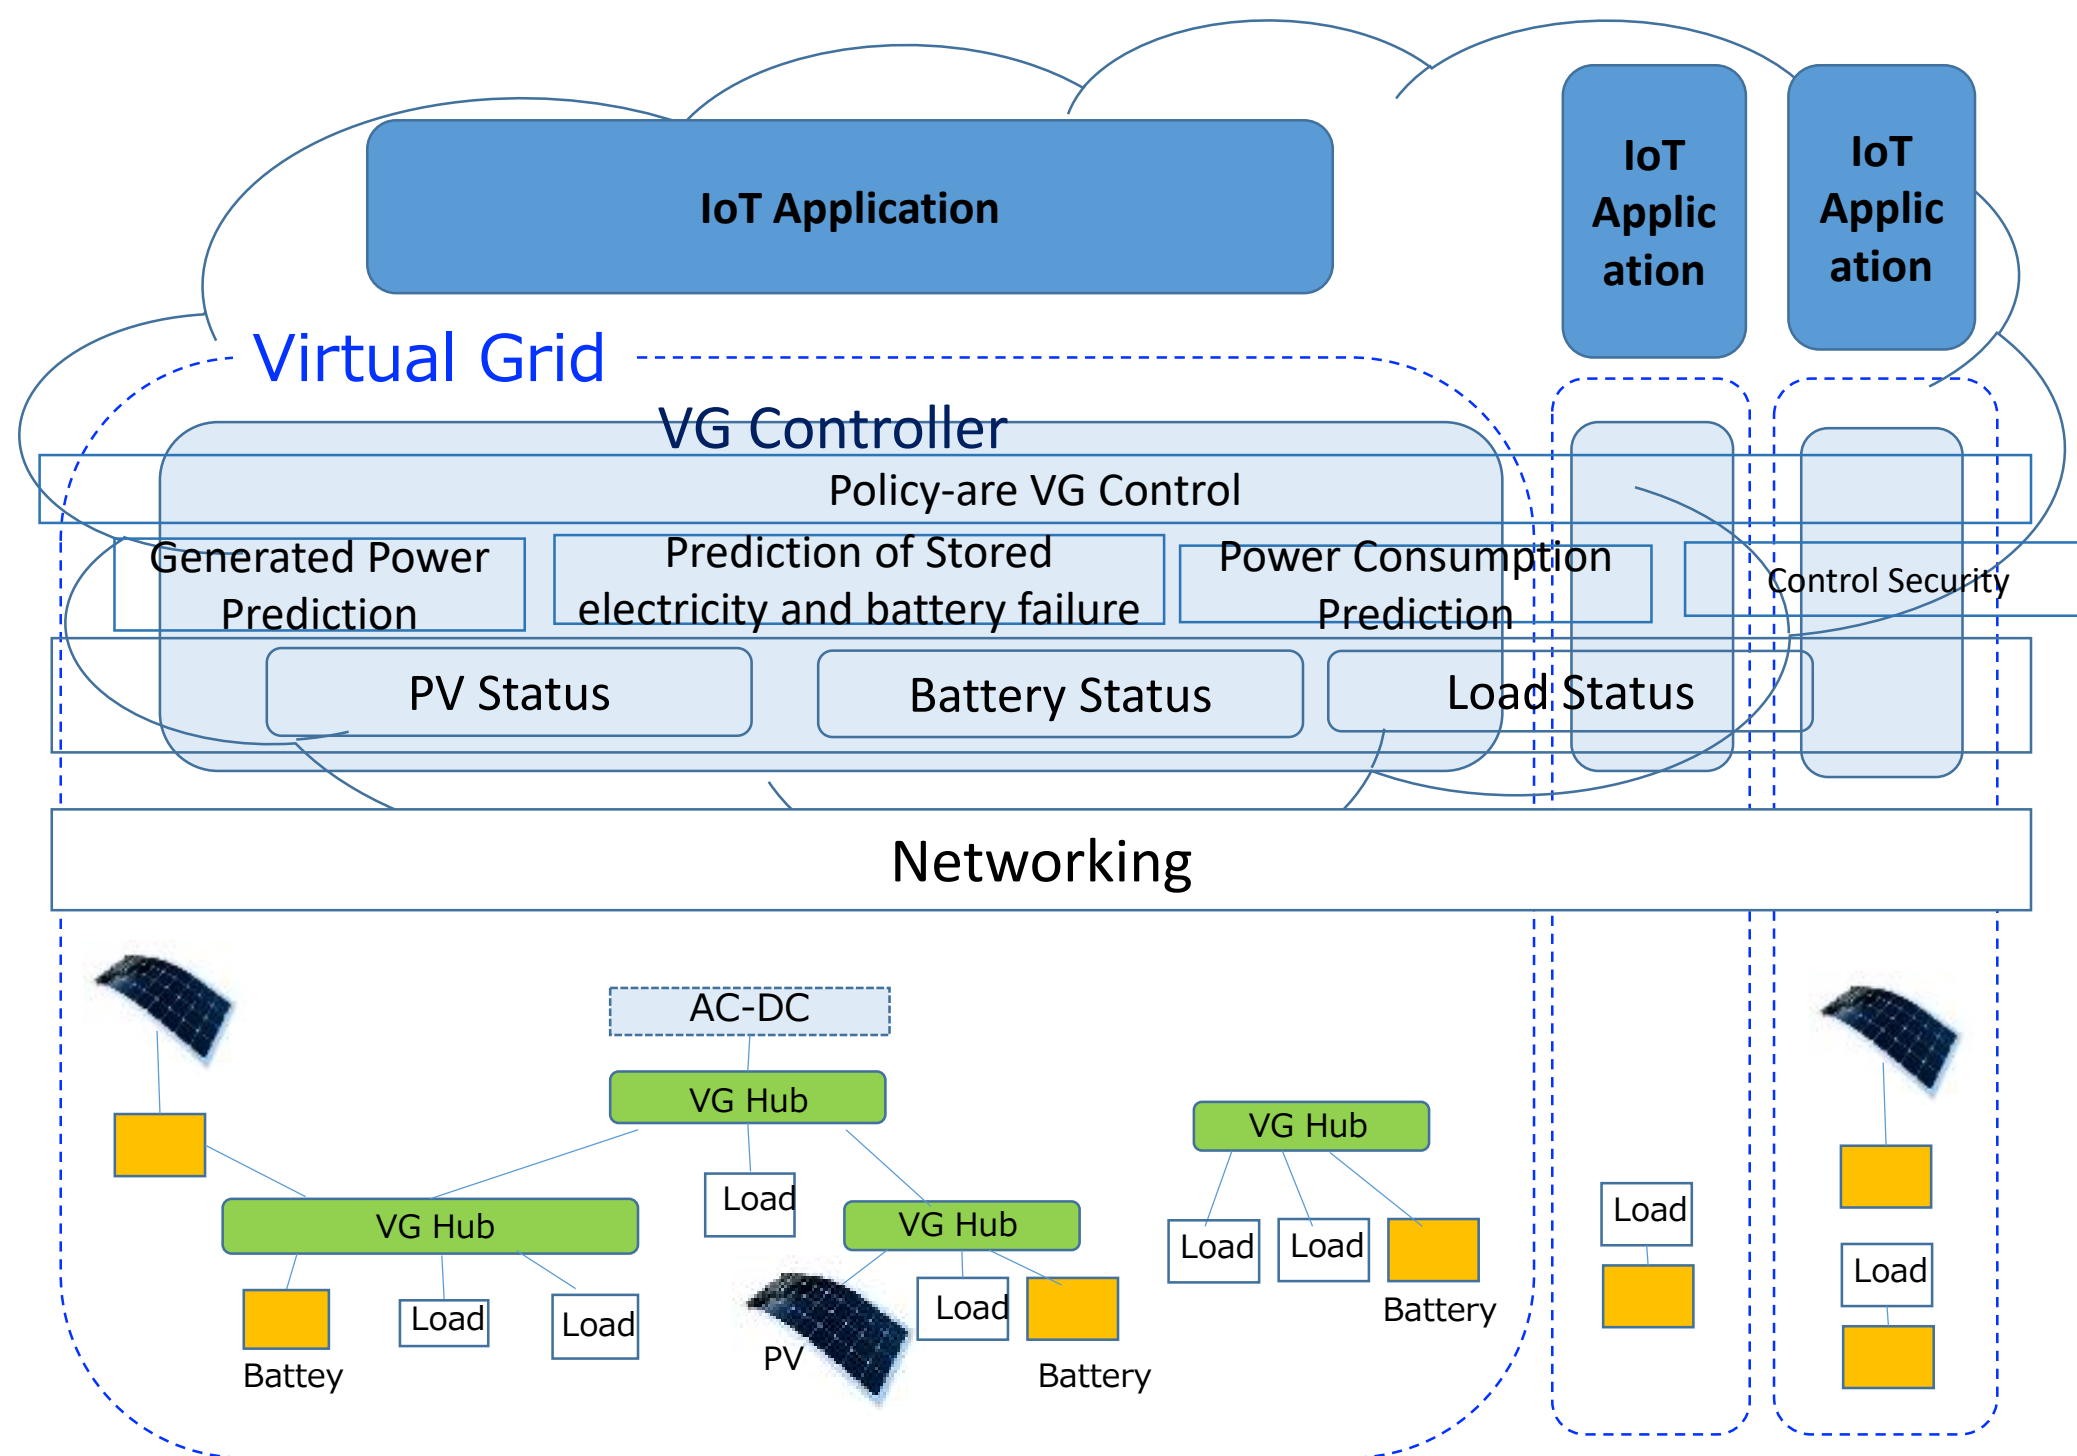 IoT Application
IoT
Applic
ation
IoT
Applic
ation
Virtual Grid
VG Controller
Policy-are VG Control
Generated Power
Prediction
Prediction of Stored
electricity and battery failure
Power Consumption
Prediction
Control Security
PV Status
Battery Status
Load Status
Networking
AC-DC
VG Hub
VG Hub
Load
VG Hub
VG Hub
Load
Load
Battery
Load
Load
Battey
Load
Load
PV
Load
Battery
Load